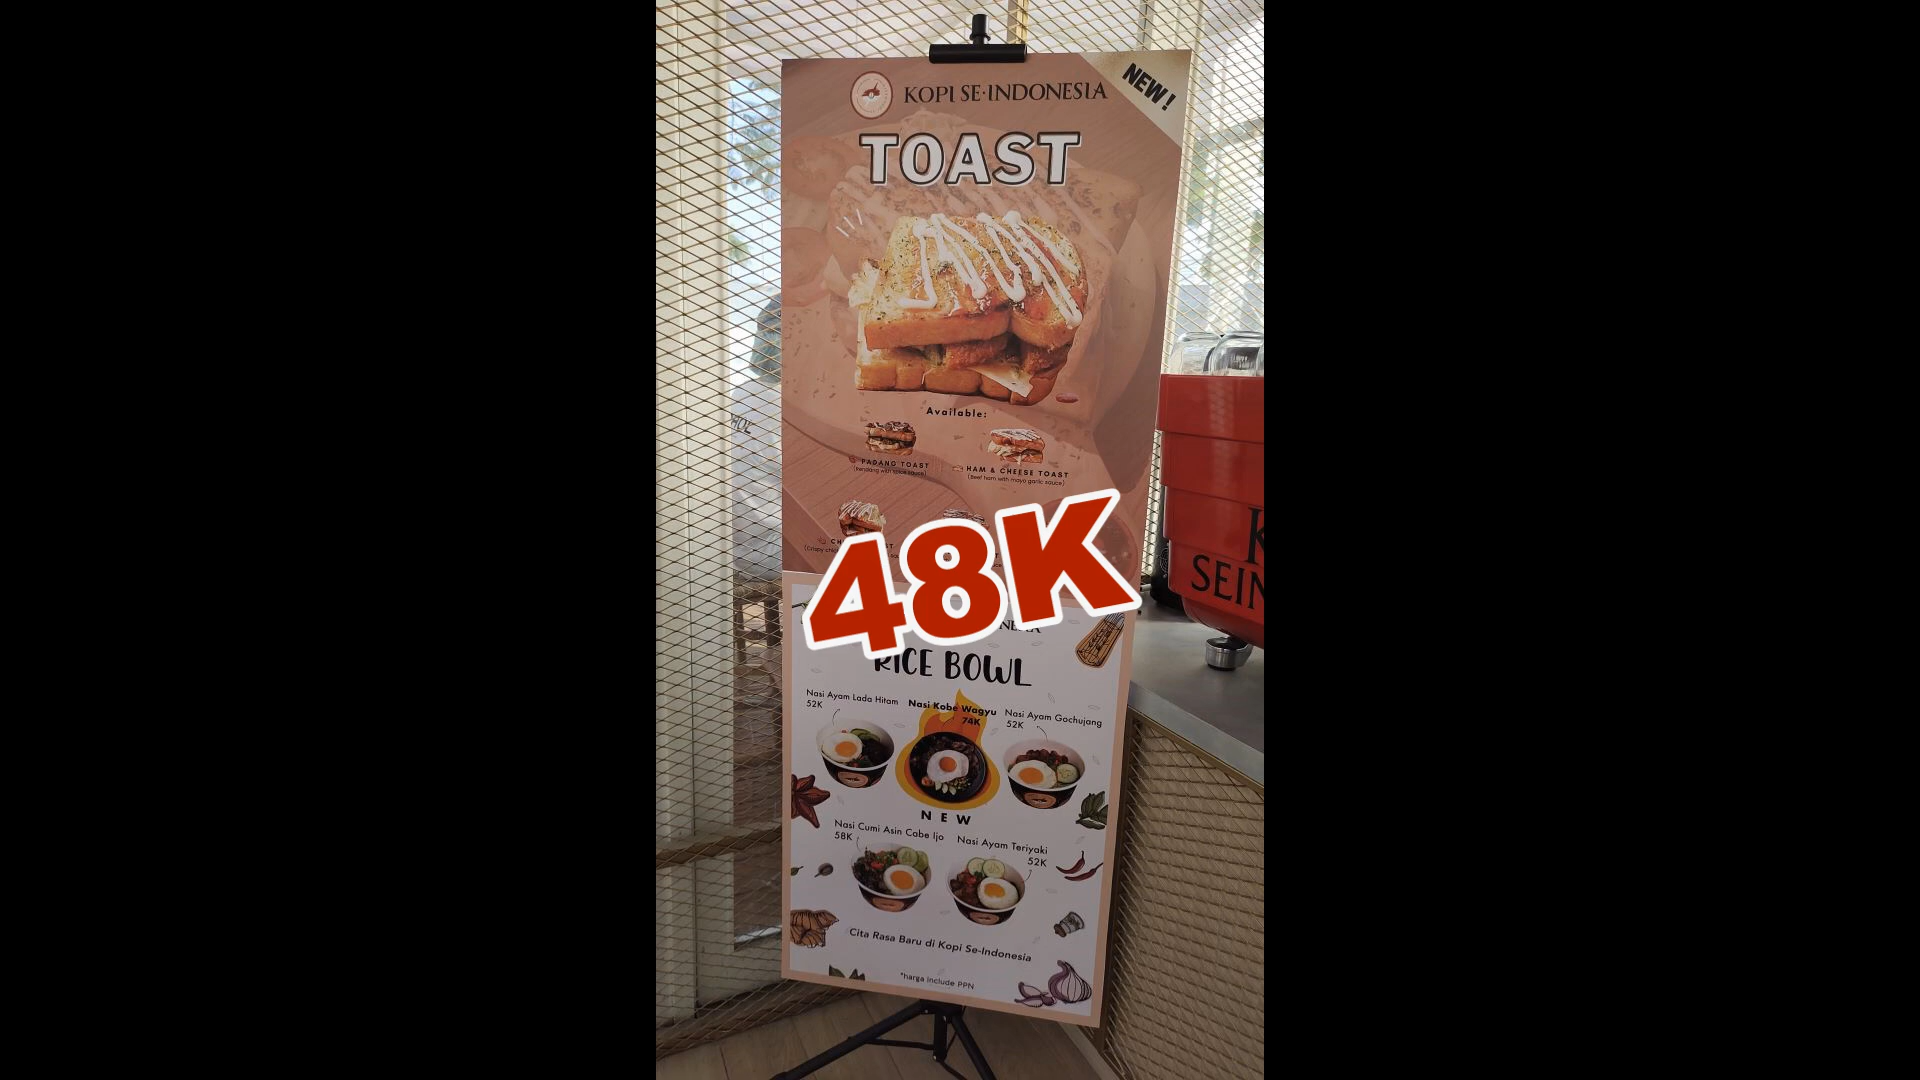 KOPI SE·INDONESIA
NEW!
TOAST
Available:
PADANG TOAST
(Rendang with spice sauce)
HAM & CHEESE TOAST
(Beef ham with mayo garlic sauce)
48K
RICE BOWL
Nasi Ayam Lada Hitam
52K
Nasi Kobe Wagyu
74K
Nasi Ayam Gochujang
52K
NEW
Nasi Cumi Asin Cabe Ijo
58K
Nasi Ayam Teriyaki
52K
Cita Rasa Baru di Kopi Se-Indonesia
*harga include PPN